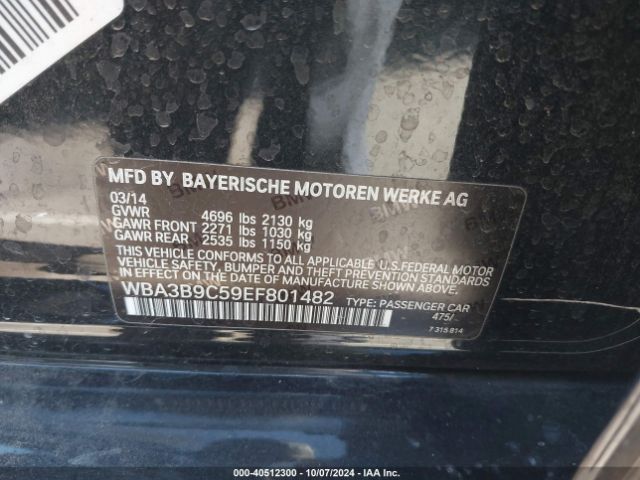 MFD BY BAYERISCHE MOTOREN WERKE AG
03/14
GVWR 4696 lbs 2130 kg
GAWR FRONT 2271 lbs 1030 kg
GAWR REAR 2535 lbs 1150 kg
THIS VEHICLE CONFORMS TO ALL APPLICABLE U.S.FEDERAL MOTOR
VEHICLE SAFETY, BUMPER, AND THEFT PREVENTION STANDARDS IN
EFFECT ON THE DATE OF MANUFACTURE SHOWN ABOVE.
WBA3B9C59EF801482 TYPE: PASSENGER CAR
475/-
7 315 814
000-40512300 - 10/07/2024 - IAA Inc.